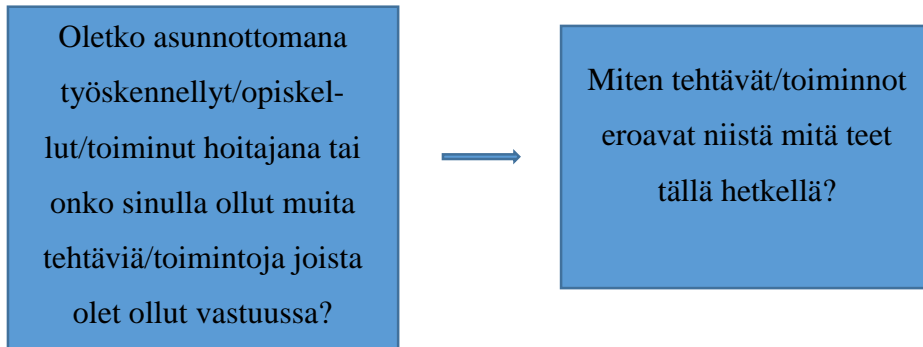 Oletko asunnottomana
työskennellyt/opiskel-
lut/toiminut hoitajana tai
onko sinulla ollut muita
tehtäviä/toimintoja joista
olet ollut vastuussa?
Miten tehtävät/toiminnot
eroavat niistä mitä teet
tällä hetkellä?